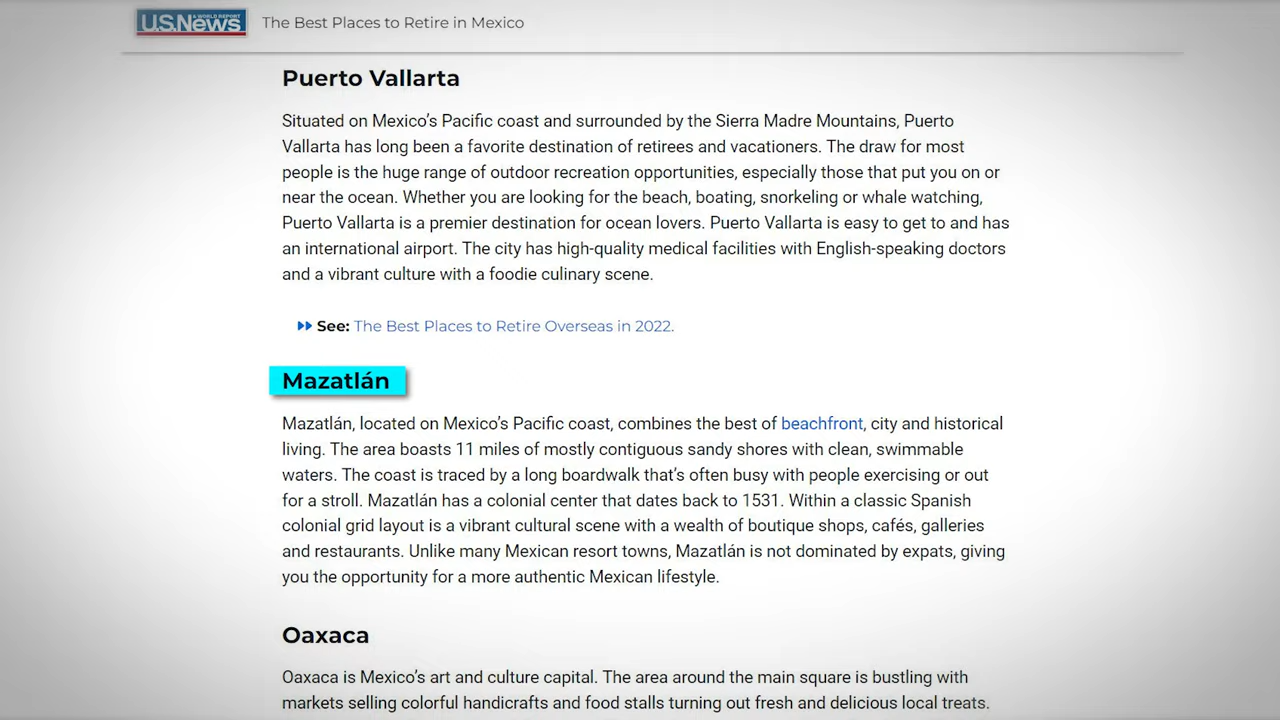 U.S.News
& WORLD REPORT
The Best Places to Retire in Mexico
Puerto Vallarta
Situated on Mexico’s Pacific coast and surrounded by the Sierra Madre Mountains, Puerto
Vallarta has long been a favorite destination of retirees and vacationers. The draw for most
people is the huge range of outdoor recreation opportunities, especially those that put you on or
near the ocean. Whether you are looking for the beach, boating, snorkeling or whale watching,
Puerto Vallarta is a premier destination for ocean lovers. Puerto Vallarta is easy to get to and has
an international airport. The city has high-quality medical facilities with English-speaking doctors
and a vibrant culture with a foodie culinary scene.
See: The Best Places to Retire Overseas in 2022.
Mazatlán
Mazatlán, located on Mexico’s Pacific coast, combines the best of beachfront, city and historical
living. The area boasts 11 miles of mostly contiguous sandy shores with clean, swimmable
waters. The coast is traced by a long boardwalk that’s often busy with people exercising or out
for a stroll. Mazatlán has a colonial center that dates back to 1531. Within a classic Spanish
colonial grid layout is a vibrant cultural scene with a wealth of boutique shops, cafés, galleries
and restaurants. Unlike many Mexican resort towns, Mazatlán is not dominated by expats, giving
you the opportunity for a more authentic Mexican lifestyle.
Oaxaca
Oaxaca is Mexico’s art and culture capital. The area around the main square is bustling with
markets selling colorful handicrafts and food stalls turning out fresh and delicious local treats.